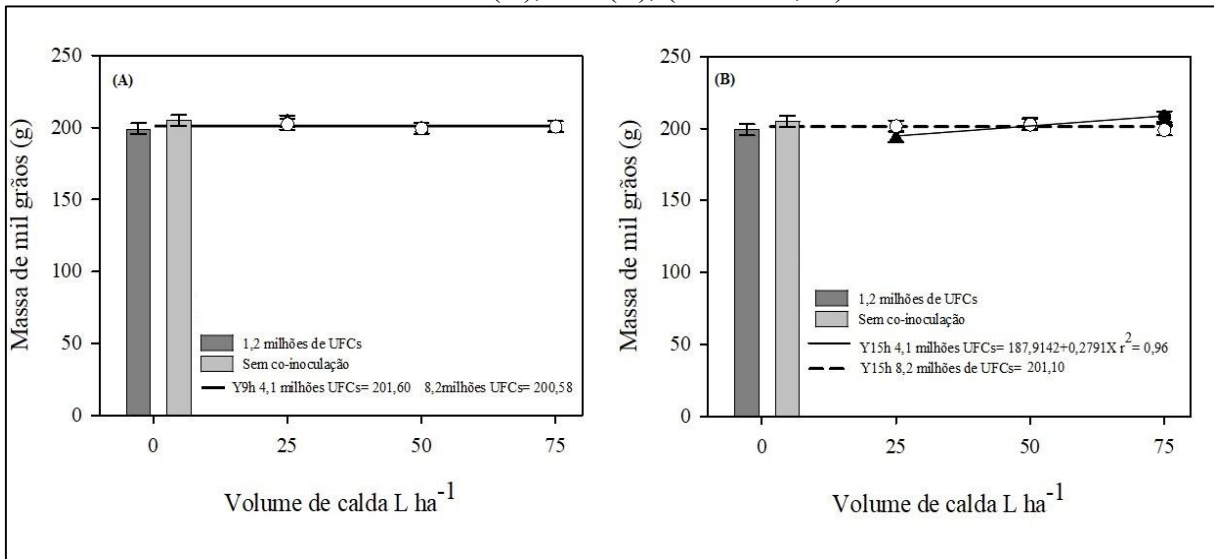 250
200
150
100
50
0
Massa de mil grãos (g)
(A)
1,2 milhões de UFCs
Sem co-inoculação
Y9h 4,1 milhões UFCs= 201,60 8,2milhões UFCs= 200,58
0 25 50 75
Volume de calda L ha-1
250
200
150
100
50
0
Massa de mil grãos (g)
(B)
1,2 milhões de UFCs
Sem co-inoculação
Y15h 4,1 milhões UFCs= 187,9142+0,2791X r2= 0,96
Y15h 8,2 milhões de UFCs= 201,10
0 25 50 75
Volume de calda L ha-1